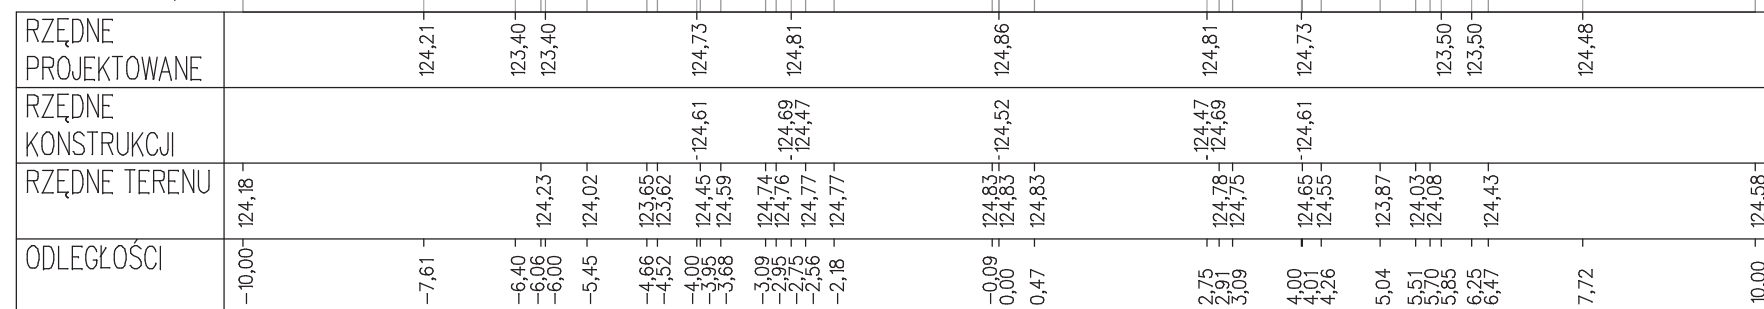 RZĘDNE
PROJEKTOWANE
124,21 123,40 123,40 124,73 124,81 124,86 124,81 124,73 123,50 123,50 124,48
RZĘDNE
KONSTRUKCJI
124,61 124,69 124,47 124,52 124,47 124,69 124,61
RZĘDNE TERENU
124,18 124,23 124,02 123,65 123,62 124,45 124,59 124,74 124,76 124,77 124,77 124,83 124,83 124,83 124,78 124,75 124,65 124,55 123,87 124,03 124,08 124,43 124,58
ODLEGŁOŚCI
-10,00 -7,61 -6,40 -6,06 -6,00 -5,45 -4,66 -4,52 -4,00 -3,95 -3,68 -3,09 -2,95 -2,75 -2,56 -2,18 -0,09 0,00 0,47 2,75 2,91 3,09 4,00 4,01 4,26 5,04 5,51 5,70 5,85 6,25 6,47 7,72 10,00